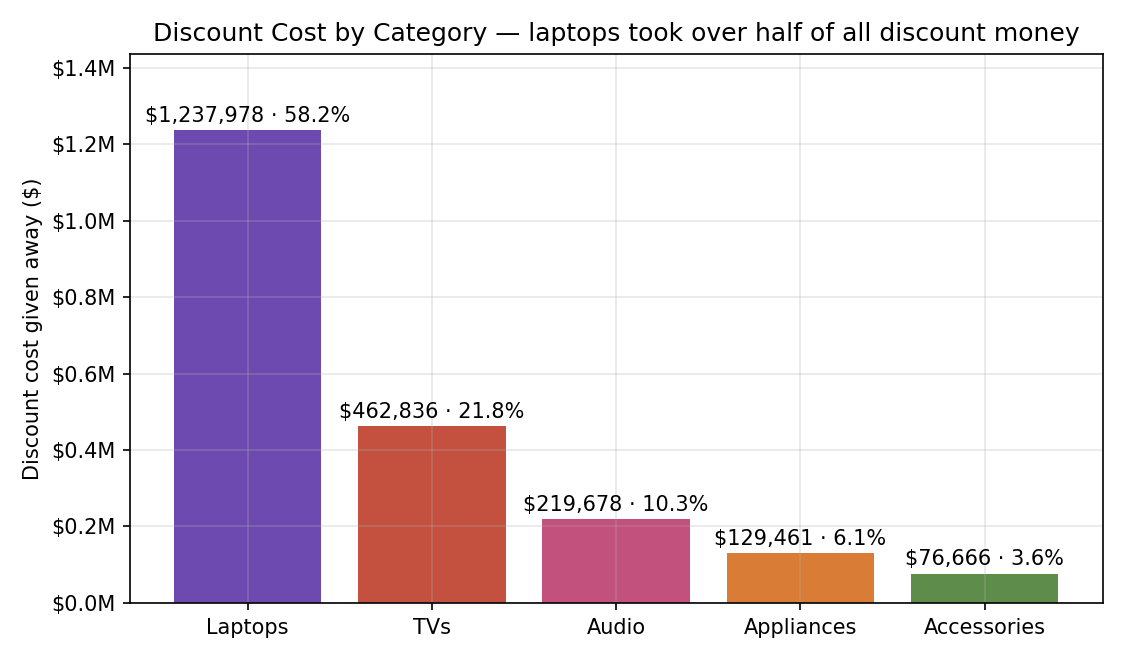 Discount Cost by Category — laptops took over half of all discount money
Discount cost given away ($)
$1.4M
$1.2M
$1.0M
$0.8M
$0.6M
$0.4M
$0.2M
$0.0M
$1,237,978 · 58.2%
$462,836 · 21.8%
$219,678 · 10.3%
$129,461 · 6.1%
$76,666 · 3.6%
Laptops
TVs
Audio
Appliances
Accessories